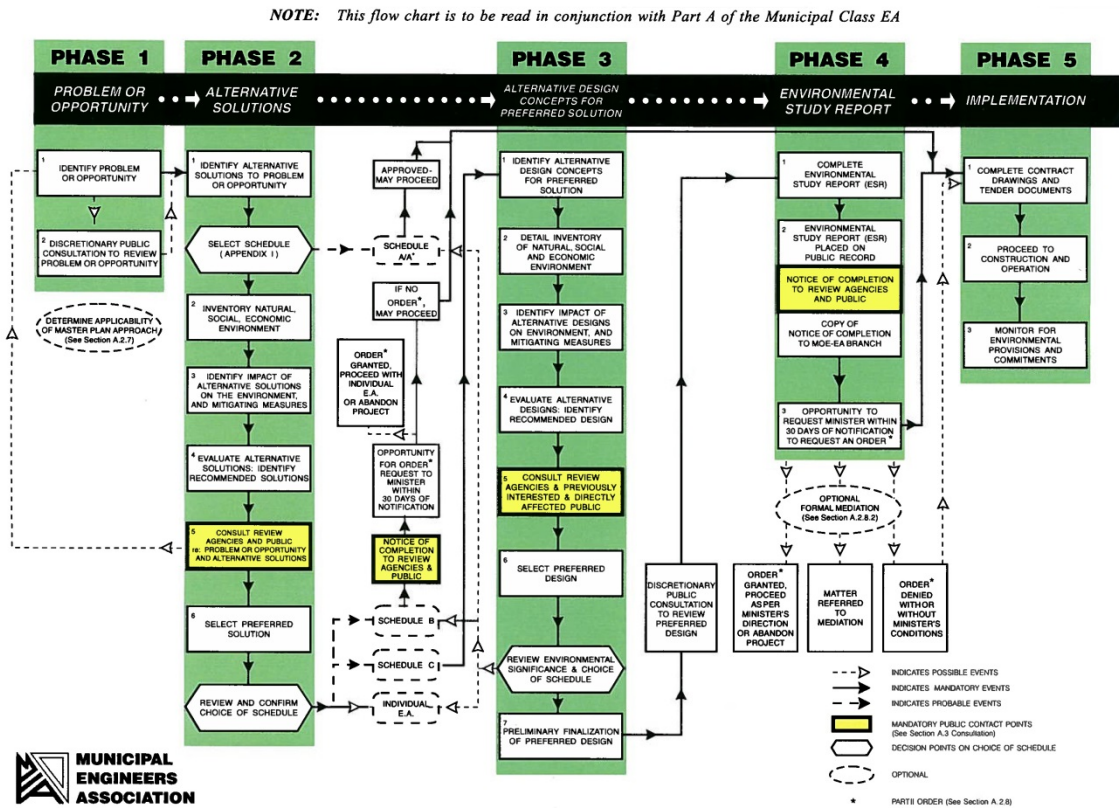 NOTE: This flow chart is to be read in conjunction with Part A of the Municipal Class EA
PHASE 1
PROBLEM OR
OPPORTUNITY
1
IDENTIFY PROBLEM
OR OPPORTUNITY
2
DISCRETIONARY PUBLIC
CONSULTATION TO REVIEW
PROBLEM OR OPPORTUNITY
DETERMINE APPLICABILITY
OF MASTER PLAN APPROACH
(See Section A.2.7)
PHASE 2
ALTERNATIVE
SOLUTIONS
1
IDENTIFY ALTERNATIVE
SOLUTIONS TO PROBLEM
OR OPPORTUNITY
SELECT SCHEDULE
(APPENDIX I)
2
INVENTORY NATURAL,
SOCIAL, ECONOMIC
ENVIRONMENT
3
IDENTIFY IMPACT OF
ALTERNATIVE SOLUTIONS
ON THE ENVIRONMENT,
AND MITIGATING MEASURES
4
EVALUATE ALTERNATIVE
SOLUTIONS: IDENTIFY
RECOMMENDED SOLUTIONS
5
CONSULT REVIEW
AGENCIES AND PUBLIC
re: PROBLEM OR OPPORTUNITY
AND ALTERNATIVE SOLUTIONS
6
SELECT PREFERRED
SOLUTION
REVIEW AND CONFIRM
CHOICE OF SCHEDULE
APPROVED-
MAY PROCEED
SCHEDULE
A/A+
IF NO
ORDER*,
MAY PROCEED
ORDER*
GRANTED,
PROCEED WITH
INDIVIDUAL
E.A.
OR ABANDON
PROJECT
OPPORTUNITY
FOR ORDER*
REQUEST TO
MINISTER
WITHIN
30 DAYS OF
NOTIFICATION
NOTICE OF
COMPLETION
TO REVIEW
AGENCIES &
PUBLIC
SCHEDULE B
SCHEDULE C
INDIVIDUAL
E.A.
PHASE 3
ALTERNATIVE DESIGN
CONCEPTS FOR
PREFERRED SOLUTION
1
IDENTIFY ALTERNATIVE
DESIGN CONCEPTS
FOR PREFERRED
SOLUTION
2
DETAIL INVENTORY
OF NATURAL, SOCIAL
AND ECONOMIC
ENVIRONMENT
3
IDENTIFY IMPACT OF
ALTERNATIVE DESIGNS
ON ENVIRONMENT, AND
MITIGATING MEASURES
4
EVALUATE ALTERNATIVE
DESIGNS: IDENTIFY
RECOMMENDED DESIGN
5
CONSULT REVIEW
AGENCIES & PREVIOUSLY
INTERESTED & DIRECTLY
AFFECTED PUBLIC
6
SELECT PREFERRED
DESIGN
REVIEW ENVIRONMENTAL
SIGNIFICANCE & CHOICE
OF SCHEDULE
7
PRELIMINARY FINALIZATION
OF PREFERRED DESIGN
DISCRETIONARY
PUBLIC
CONSULTATION
TO REVIEW
PREFERRED
DESIGN
PHASE 4
ENVIRONMENTAL
STUDY REPORT
1
COMPLETE
ENVIRONMENTAL
STUDY REPORT (ESR)
2
ENVIRONMENTAL
STUDY REPORT (ESR)
PLACED ON
PUBLIC RECORD
NOTICE OF COMPLETION
TO REVIEW AGENCIES
AND PUBLIC
COPY OF
NOTICE OF COMPLETION
TO MOE-EA BRANCH
3
OPPORTUNITY TO
REQUEST MINISTER WITHIN
30 DAYS OF NOTIFICATION
TO REQUEST AN ORDER*
OPTIONAL
FORMAL MEDIATION
(See Section A.2.8.2)
ORDER*
GRANTED,
PROCEED
AS PER
MINISTER'S
DIRECTION
OR ABANDON
PROJECT
MATTER
REFERRED
TO
MEDIATION
ORDER*
DENIED
WITH OR
WITHOUT
MINISTER'S
CONDITIONS
PHASE 5
IMPLEMENTATION
1
COMPLETE CONTRACT
DRAWINGS AND
TENDER DOCUMENTS
2
PROCEED TO
CONSTRUCTION
AND OPERATION
3
MONITOR FOR
ENVIRONMENTAL
PROVISIONS AND
COMMITMENTS
INDICATES POSSIBLE EVENTS
INDICATES MANDATORY EVENTS
INDICATES PROBABLE EVENTS
MANDATORY PUBLIC CONTACT POINTS
(See Section A.3 Consultation)
DECISION POINTS ON CHOICE OF SCHEDULE
OPTIONAL
* PART II ORDER (See Section A.2.8)
MUNICIPAL
ENGINEERS
ASSOCIATION